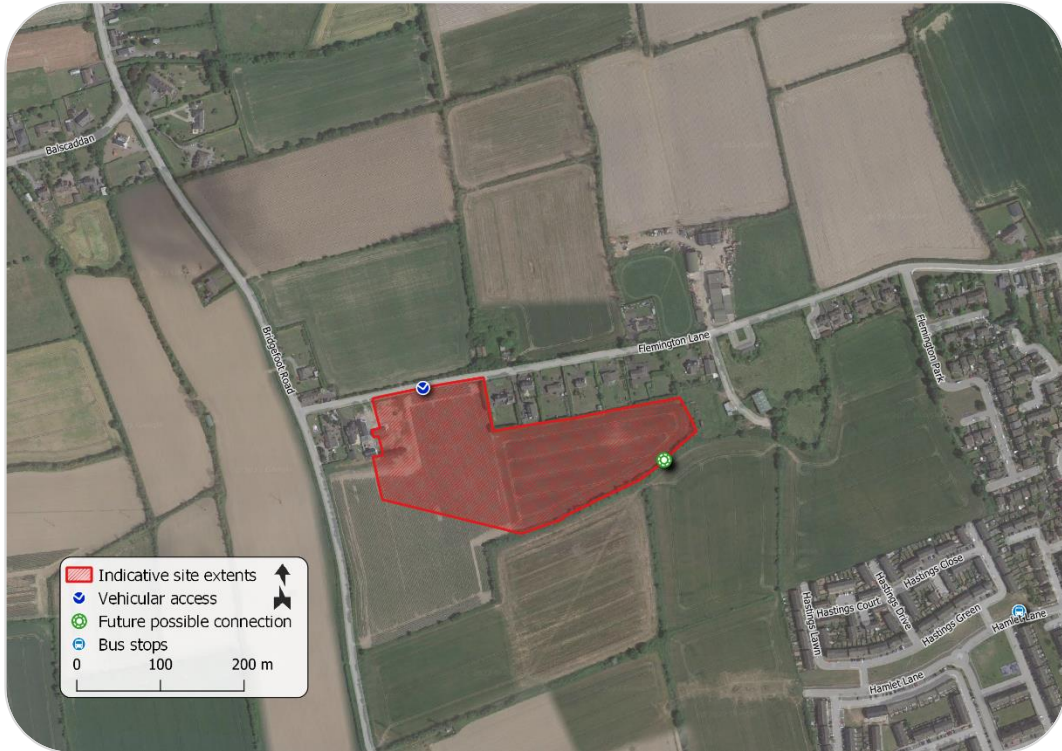 Balscaddan
Bridgefoot Road
Flemington Lane
Flemington Park
Hastings Close
Hastings Court
Hastings Drive
Hastings Lawn
Hastings Green
Hamlet Lane
Hamlet Lane
Indicative site extents
Vehicular access
Future possible connection
Bus stops
0 100 200 m